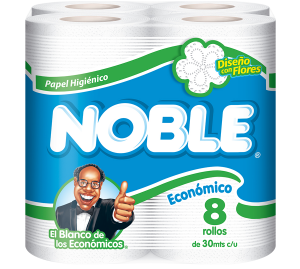 Diseño
con
Flores
Papel Higiénico
NOBLE®
Económico
8
rollos
de 30mts c/u
El Blanco de
los Económicos